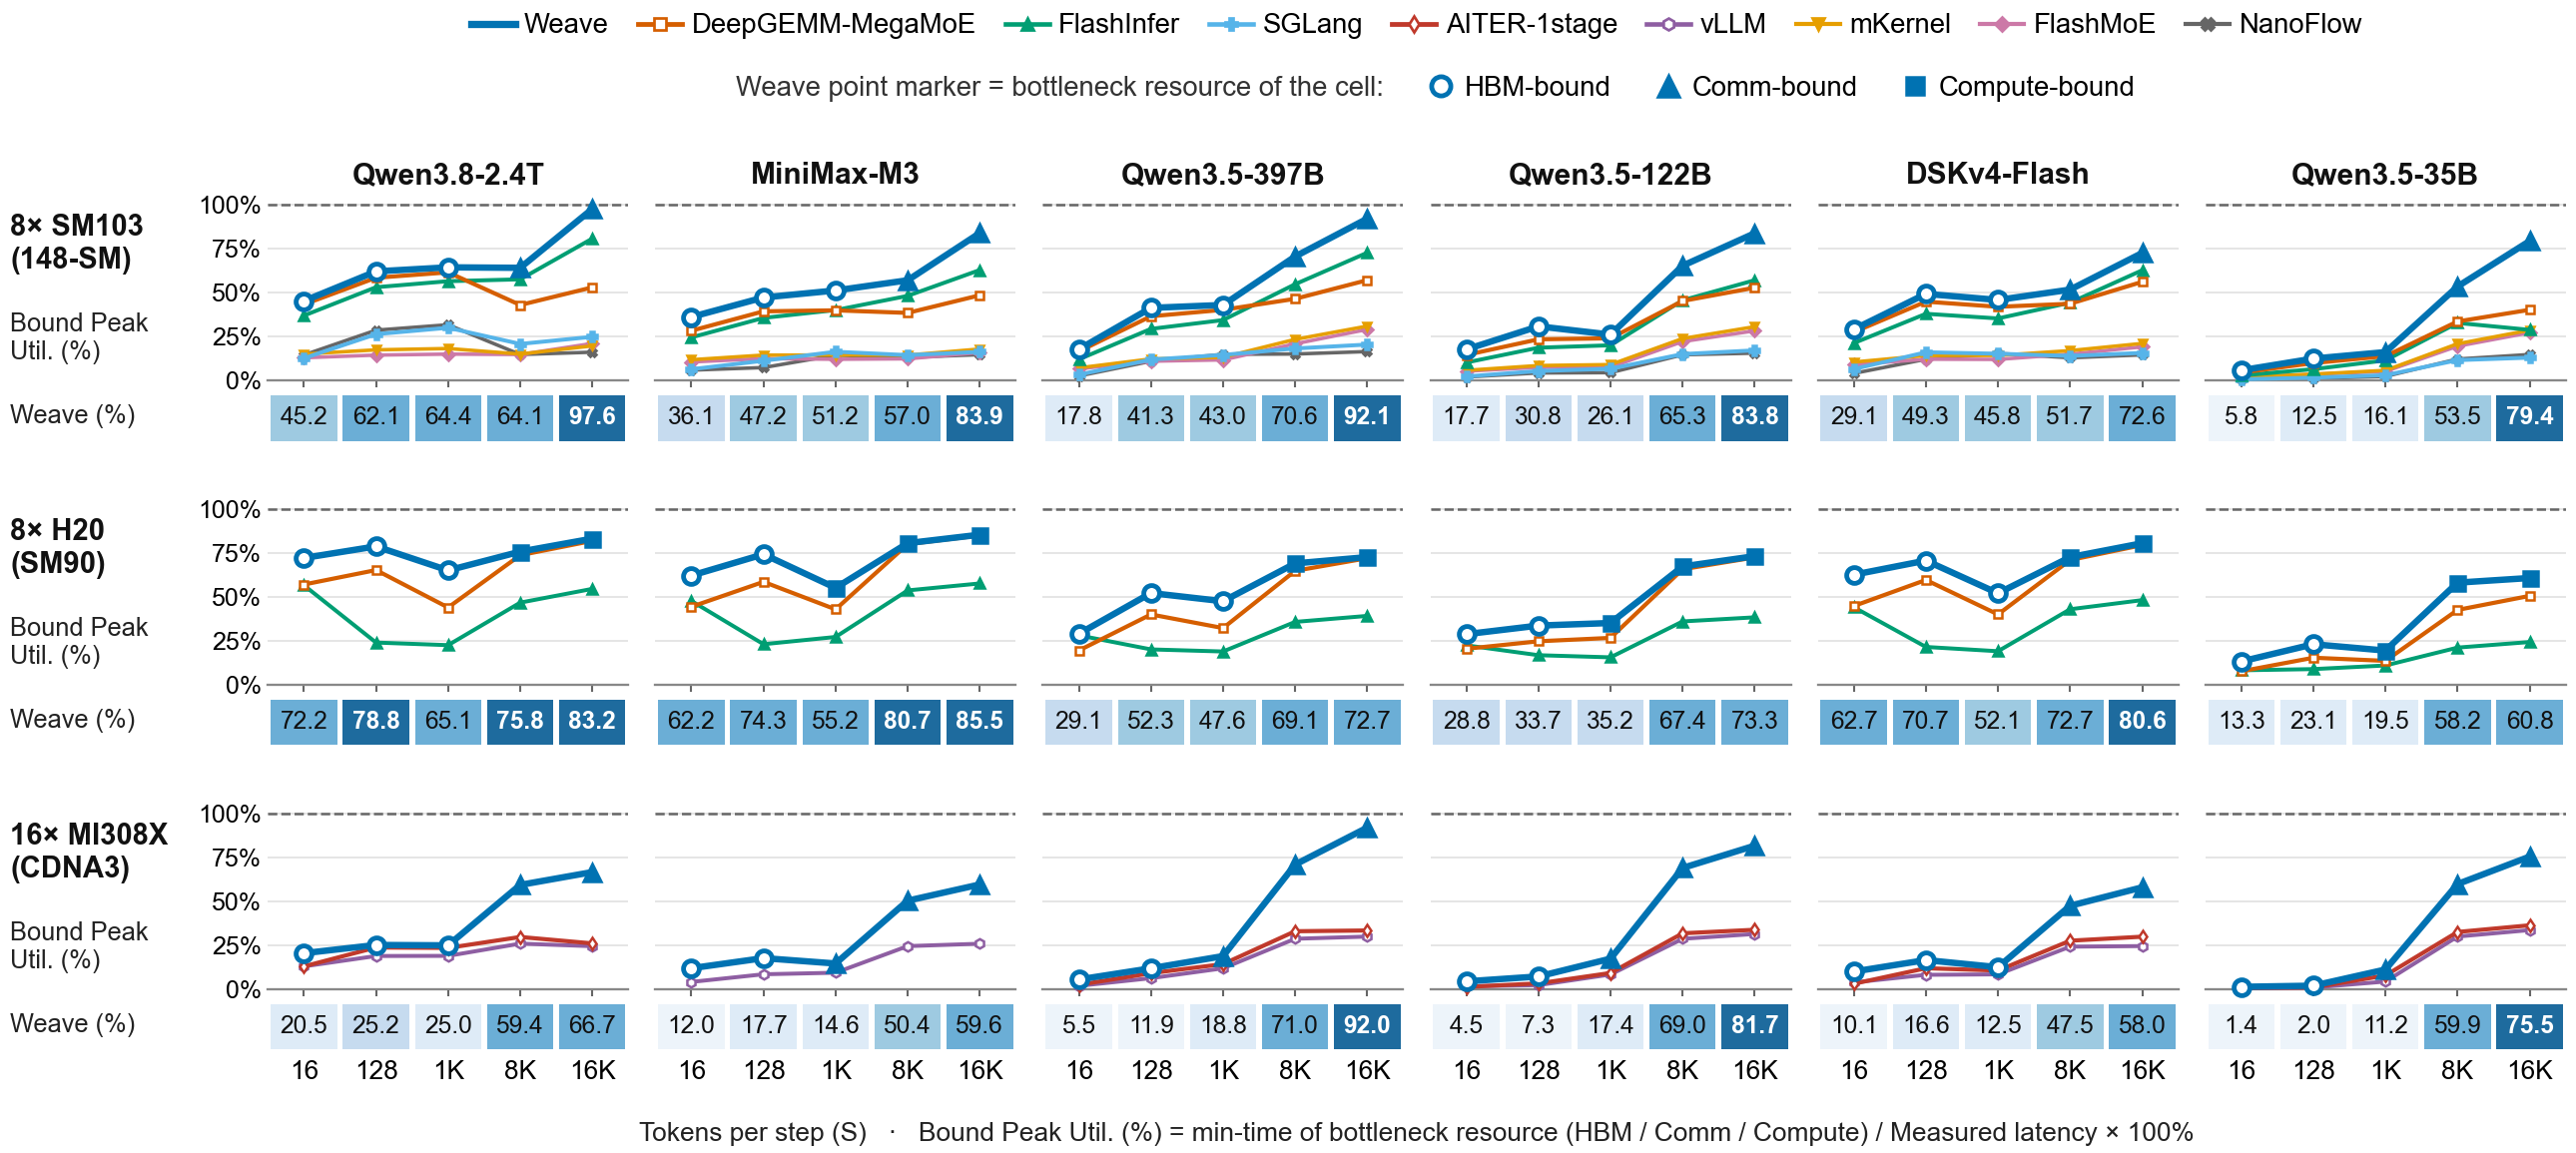 Weave DeepGEMM-MegaMoE FlashInfer SGLang AITER-1stage vLLM mKernel FlashMoE NanoFlow
Weave point marker = bottleneck resource of the cell: HBM-bound Comm-bound Compute-bound
Qwen3.8-2.4T MiniMax-M3 Qwen3.5-397B Qwen3.5-122B DSKv4-Flash Qwen3.5-35B
8× SM103
(148-SM)
Bound Peak
Util. (%)
100%
75%
50%
25%
0%
Weave (%) 45.2 62.1 64.4 64.1 97.6 36.1 47.2 51.2 57.0 83.9 17.8 41.3 43.0 70.6 92.1 17.7 30.8 26.1 65.3 83.8 29.1 49.3 45.8 51.7 72.6 5.8 12.5 16.1 53.5 79.4
8× H20
(SM90)
Bound Peak
Util. (%)
100%
75%
50%
25%
0%
Weave (%) 72.2 78.8 65.1 75.8 83.2 62.2 74.3 55.2 80.7 85.5 29.1 52.3 47.6 69.1 72.7 28.8 33.7 35.2 67.4 73.3 62.7 70.7 52.1 72.7 80.6 13.3 23.1 19.5 58.2 60.8
16× MI308X
(CDNA3)
Bound Peak
Util. (%)
100%
75%
50%
25%
0%
Weave (%) 20.5 25.2 25.0 59.4 66.7 12.0 17.7 14.6 50.4 59.6 5.5 11.9 18.8 71.0 92.0 4.5 7.3 17.4 69.0 81.7 10.1 16.6 12.5 47.5 58.0 1.4 2.0 11.2 59.9 75.5
16 128 1K 8K 16K 16 128 1K 8K 16K 16 128 1K 8K 16K 16 128 1K 8K 16K 16 128 1K 8K 16K 16 128 1K 8K 16K
Tokens per step (S) · Bound Peak Util. (%) = min-time of bottleneck resource (HBM / Comm / Compute) / Measured latency × 100%